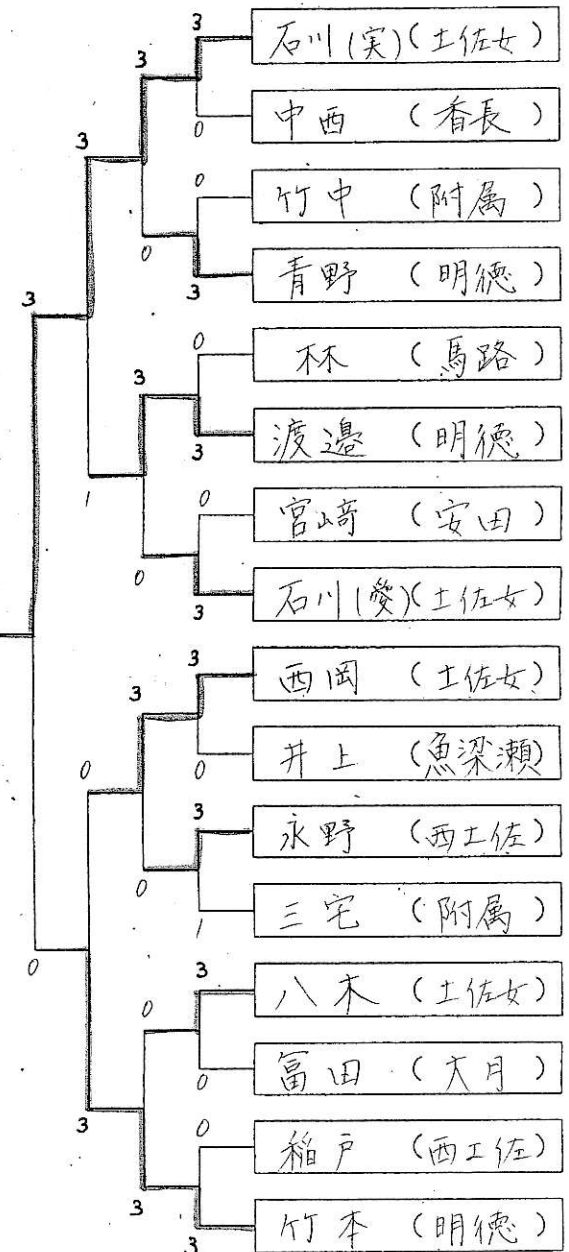 3
石川(実)(土佐女)
3
0
中西 (香長)
3
0
竹中 (附属)
0
3
青野 (明徳)
3
0
林 (馬路)
3
3
渡邉 (明徳)
1
0
宮﨑 (安田)
0
3
石川(愛)(土佐女)
3
西岡 (土佐女)
3
0
井上 (魚梁瀬)
0
3
永野 (西土佐)
0
1
三宅 (附属)
0
3
八木 (土佐女)
0
0
冨田 (大月)
3
0
稲戸 (西土佐)
3
3
竹本 (明徳)